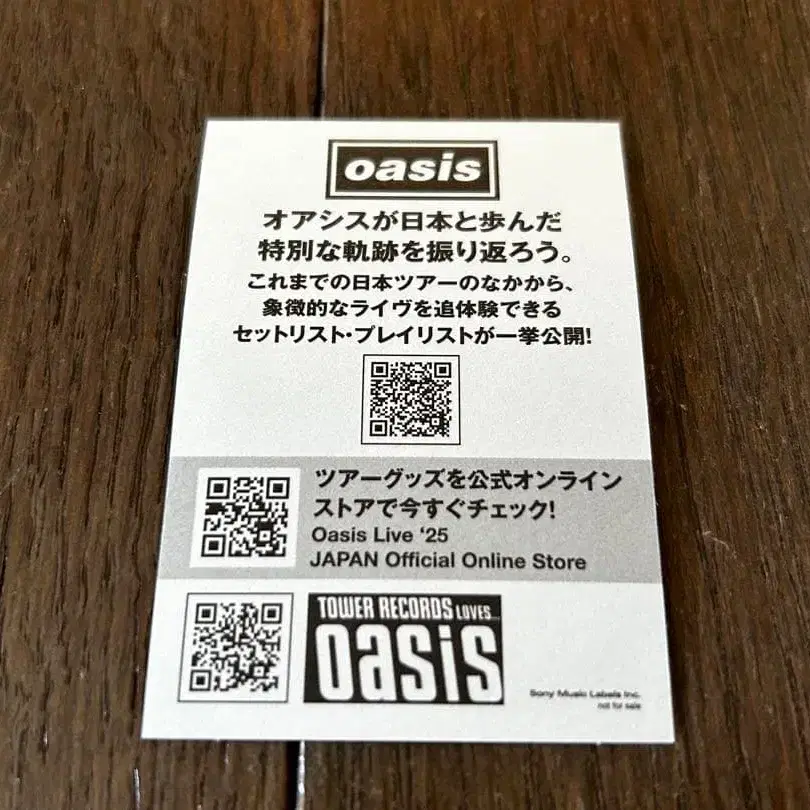 oasis
オアシスが日本と歩んだ
特別な軌跡を振り返ろう。
これまでの日本ツアーのなかから、
象徴的なライヴを追体験できる
セットリスト・プレイリストが一挙公開!
ツアーグッズを公式オンライン
ストアで今すぐチェック!
Oasis Live ‘25
JAPAN Official Online Store
TOWER RECORDS LOVES...
oasis
Sony Music Labels Inc.
not for sale